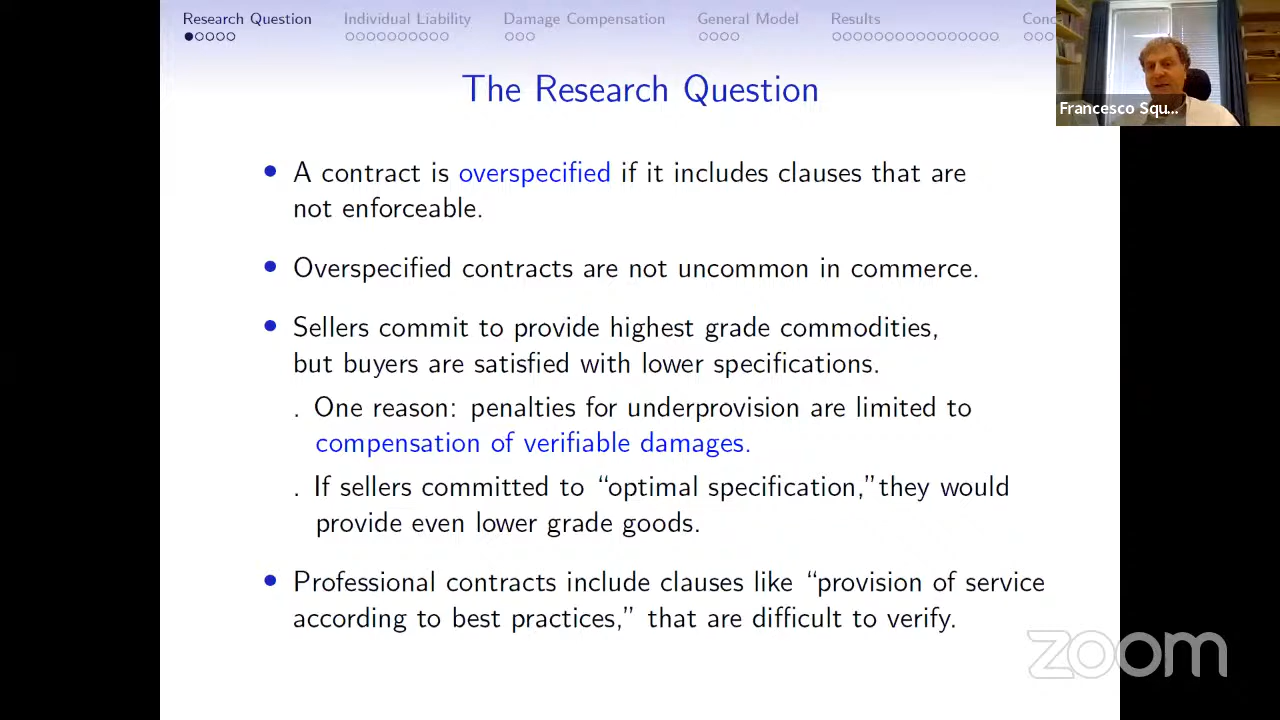 Research Question Individual Liability Damage Compensation General Model Results Conc
The Research Question
Francesco Squ...
• A contract is overspecified if it includes clauses that are
not enforceable.
• Overspecified contracts are not uncommon in commerce.
• Sellers commit to provide highest grade commodities,
but buyers are satisfied with lower specifications.
. One reason: penalties for underprovision are limited to
compensation of verifiable damages.
. If sellers committed to “optimal specification,”they would
provide even lower grade goods.
• Professional contracts include clauses like “provision of service
according to best practices,” that are difficult to verify.
zoom